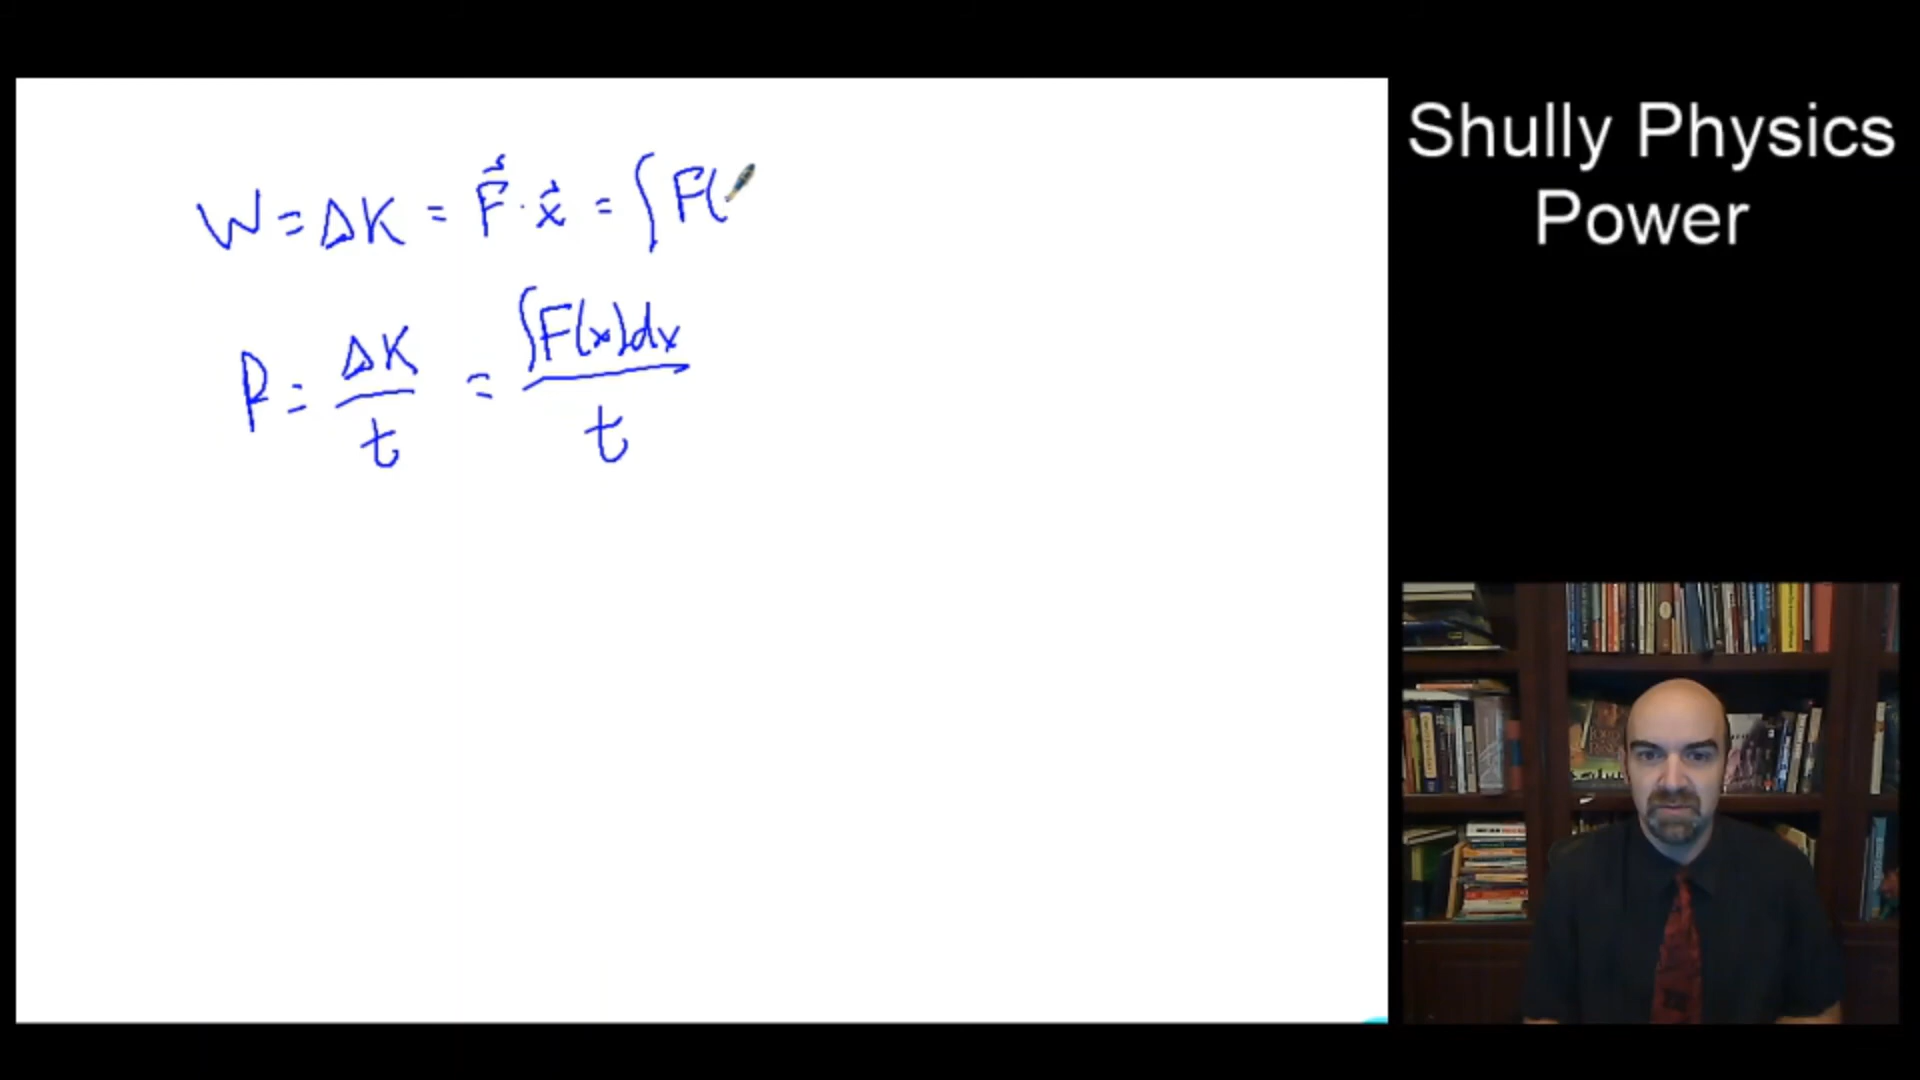 W = ΔK = F⃗ · x⃗ = ∫ F(
P = ΔK / t = ∫F(x)dx / t
Shully Physics
Power